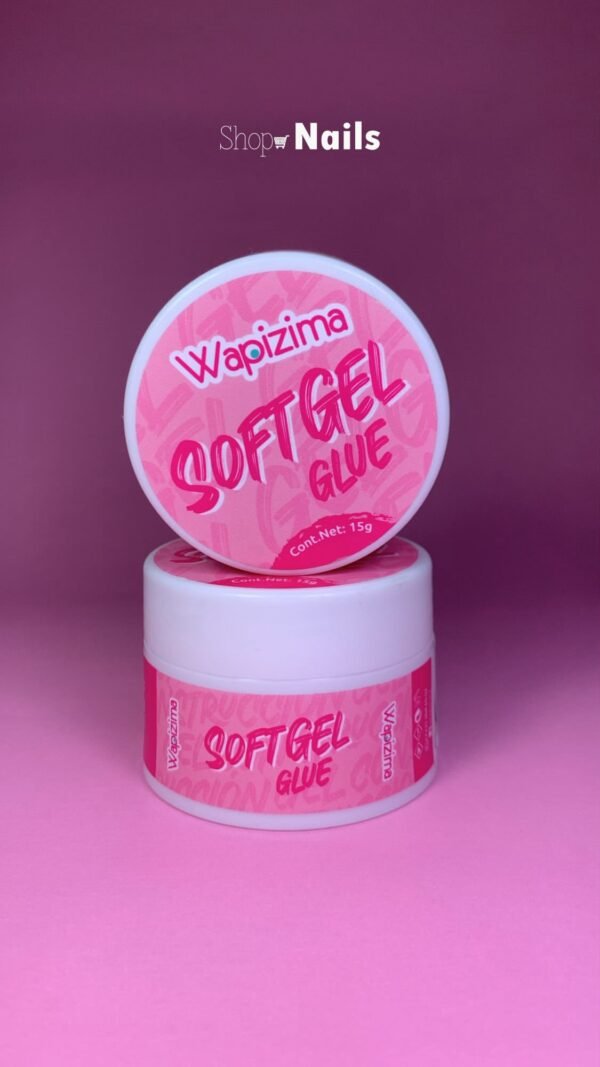 Shop Nails
Wapizima
SOFT GEL
GLUE
Cont.Net: 15g
Cont.Net: 15g
Wapizima
SOFT GEL
GLUE
Wapizima